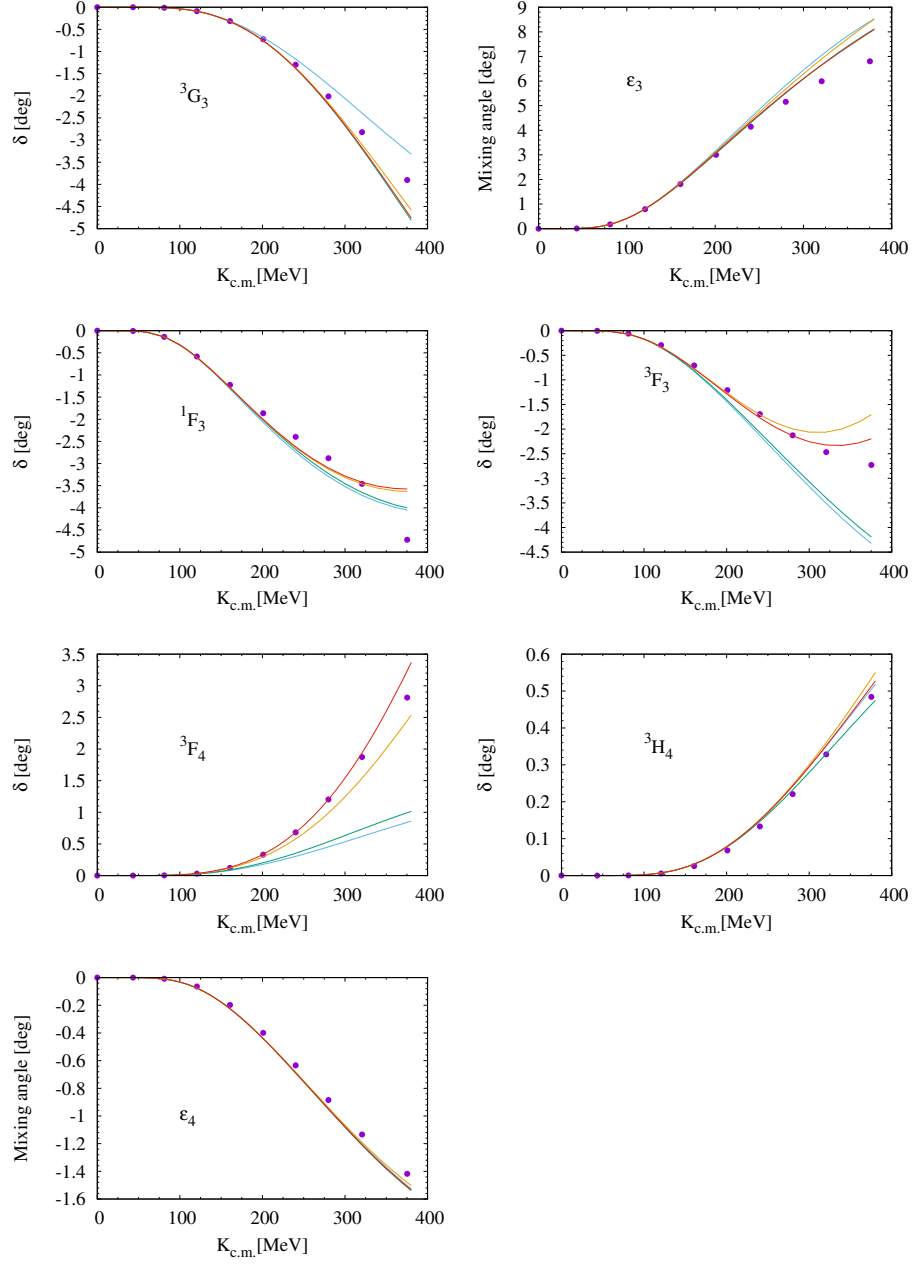 0
-0.5
-1
-1.5
-2
-2.5
-3
-3.5
-4
-4.5
-5
0 100 200 300 400
δ [deg]
K_c.m.[MeV]
³G₃
9
8
7
6
5
4
3
2
1
0
0 100 200 300 400
Mixing angle [deg]
K_c.m.[MeV]
ε₃
0
-0.5
-1
-1.5
-2
-2.5
-3
-3.5
-4
-4.5
-5
0 100 200 300 400
δ [deg]
K_c.m.[MeV]
¹F₃
0
-0.5
-1
-1.5
-2
-2.5
-3
-3.5
-4
-4.5
0 100 200 300 400
δ [deg]
K_c.m.[MeV]
³F₃
3.5
3
2.5
2
1.5
1
0.5
0
0 100 200 300 400
δ [deg]
K_c.m.[MeV]
³F₄
0.6
0.5
0.4
0.3
0.2
0.1
0
0 100 200 300 400
δ [deg]
K_c.m.[MeV]
³H₄
0
-0.2
-0.4
-0.6
-0.8
-1
-1.2
-1.4
-1.6
0 100 200 300 400
Mixing angle [deg]
K_c.m.[MeV]
ε₄